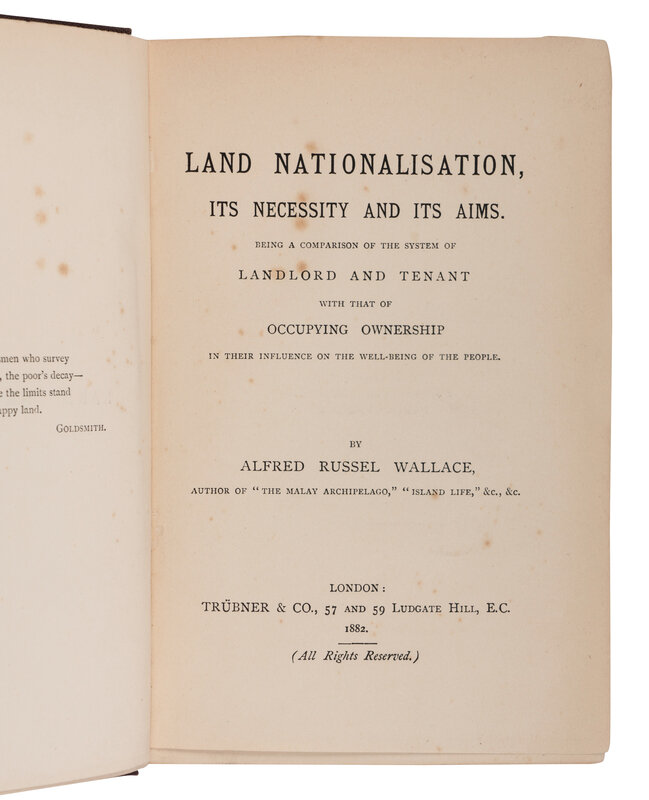 men who survey
, the poor's decay—
e the limits stand
appy land.
Goldsmith.
LAND NATIONALISATION,
ITS NECESSITY AND ITS AIMS.
BEING A COMPARISON OF THE SYSTEM OF
LANDLORD AND TENANT
WITH THAT OF
OCCUPYING OWNERSHIP
IN THEIR INFLUENCE ON THE WELL-BEING OF THE PEOPLE.
BY
ALFRED RUSSEL WALLACE,
AUTHOR OF “THE MALAY ARCHIPELAGO,” “ISLAND LIFE,” &C., &C.
LONDON:
TRÜBNER & CO., 57 AND 59 LUDGATE HILL, E.C.
1882.
(All Rights Reserved.)